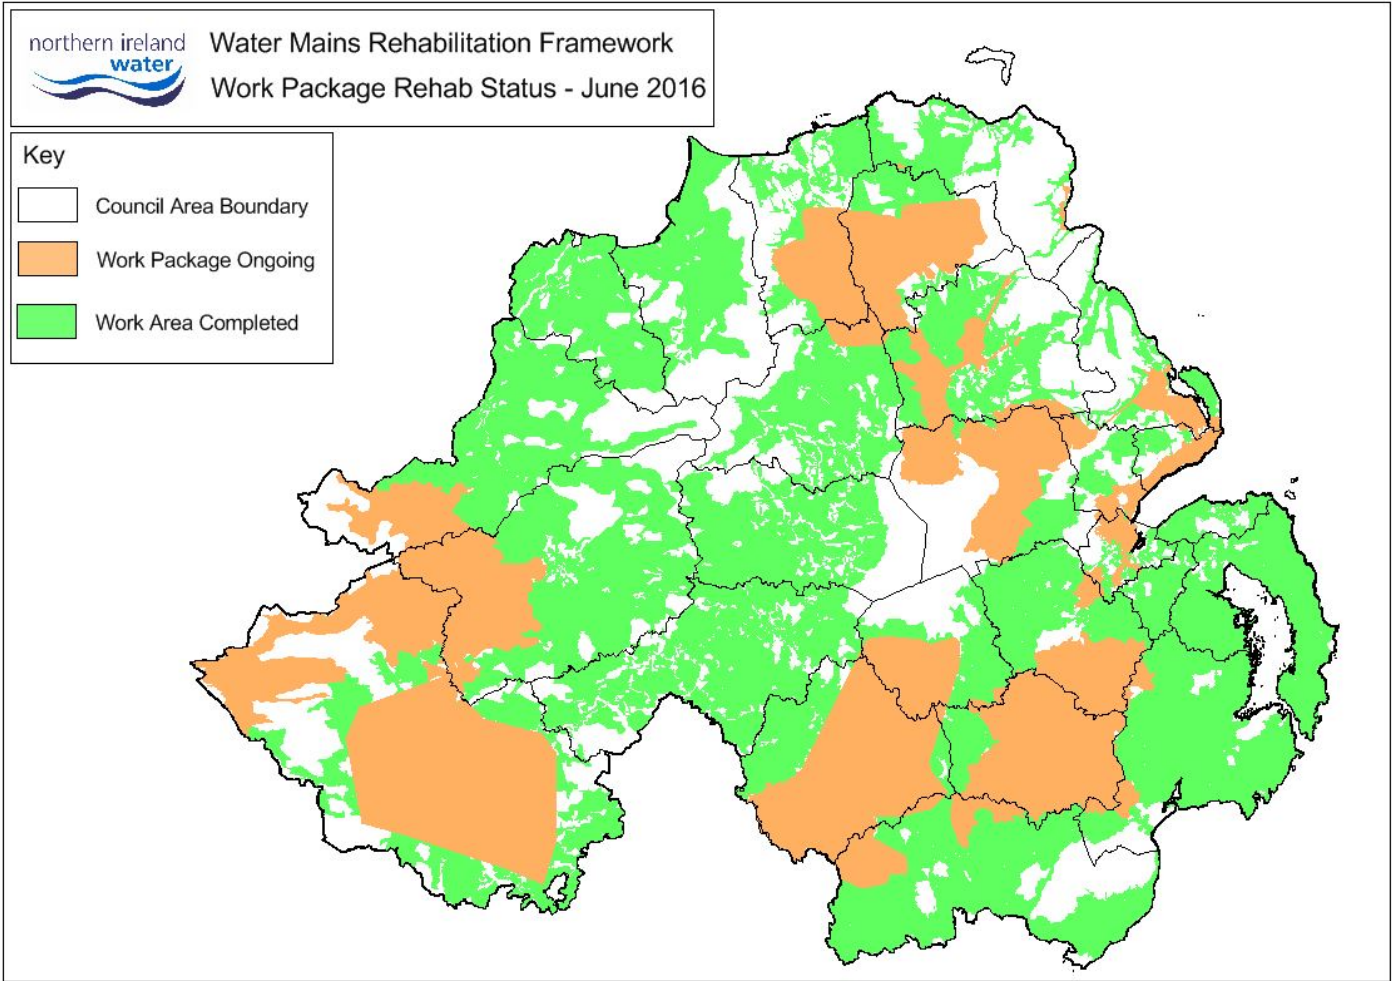 northern ireland
water
Water Mains Rehabilitation Framework
Work Package Rehab Status - June 2016
Key
Council Area Boundary
Work Package Ongoing
Work Area Completed